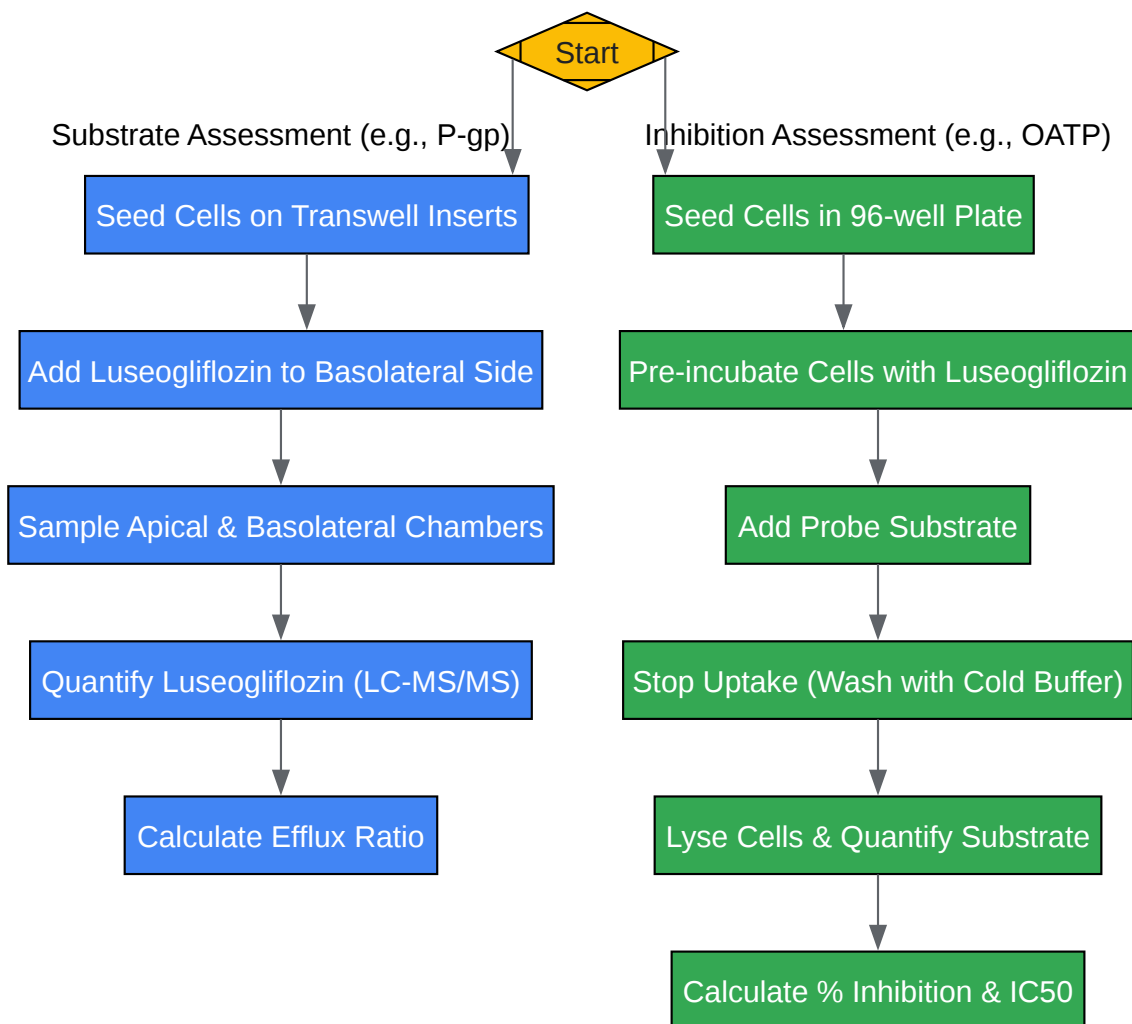 Start
Substrate Assessment (e.g., P-gp)
Seed Cells on Transwell Inserts
Add Luseogliflozin to Basolateral Side
Sample Apical & Basolateral Chambers
Quantify Luseogliflozin (LC-MS/MS)
Calculate Efflux Ratio
Inhibition Assessment (e.g., OATP)
Seed Cells in 96-well Plate
Pre-incubate Cells with Luseogliflozin
Add Probe Substrate
Stop Uptake (Wash with Cold Buffer)
Lyse Cells & Quantify Substrate
Calculate % Inhibition & IC50